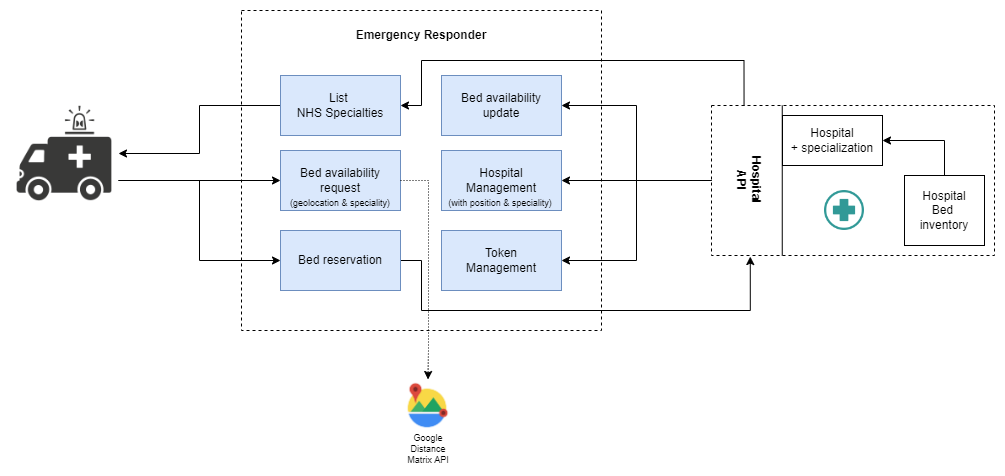 Emergency Responder
List
NHS Specialties
Bed availability
update
Bed availability
request
(geolocation & speciality)
Hospital
Management
(with position & speciality)
Bed reservation
Token
Management
Hospital
API
Hospital
+ specialization
Hospital
Bed
inventory
Google
Distance
Matrix API